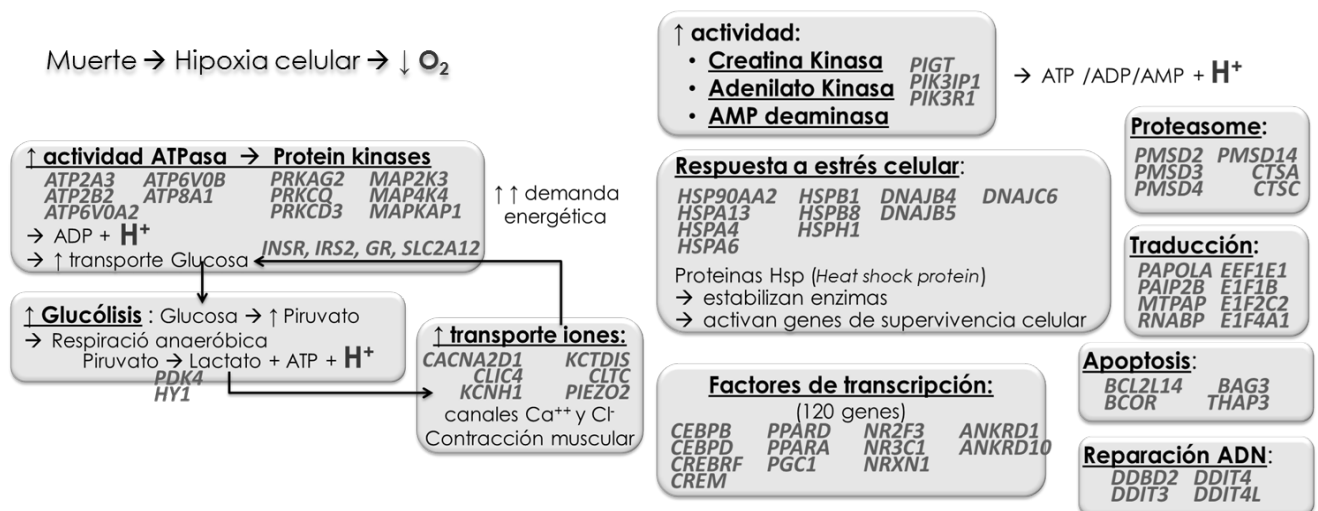 Muerte → Hipoxia celular → ↓ O₂
↑ actividad ATPasa → Protein kinases
ATP2A3 ATP6V0B PRKAG2 MAP2K3
ATP2B2 ATP8A1 PRKCQ MAP4K4
ATP6V0A2 PRKCD3 MAPKAP1
→ ADP + H⁺
INSR, IRS2, GR, SLC2A12
→ ↑ transporte Glucosa
↑↑ demanda
energética
↑ Glucólisis : Glucosa → ↑ Piruvato
→ Respiració anaeróbica
Piruvato → Lactato + ATP + H⁺
PDK4
HY1
↑ transporte iones:
CACNA2D1 KCTDIS
CLIC4 CLTC
KCNH1 PIEZO2
canales Ca⁺⁺ y Cl⁻
Contracción muscular
↑ actividad:
• Creatina Kinasa PIGT
• Adenilato Kinasa PIK3IP1
• AMP deaminasa PIK3R1
→ ATP /ADP/AMP + H⁺
Respuesta a estrés celular:
HSP90AA2 HSPB1 DNAJB4 DNAJC6
HSPA13 HSPB8 DNAJB5
HSPA4 HSPH1
HSPA6
Proteinas Hsp (Heat shock protein)
→ estabilizan enzimas
→ activan genes de supervivencia celular
Factores de transcripción:
(120 genes)
CEBPB PPARD NR2F3 ANKRD1
CEBPD PPARA NR3C1 ANKRD10
CREBRF PGC1 NRXN1
CREM
Proteasome:
PMSD2 PMSD14
PMSD3 CTSA
PMSD4 CTSC
Traducción:
PAPOLA EEF1E1
PAIP2B E1F1B
MTPAP E1F2C2
RNABP E1F4A1
Apoptosis:
BCL2L14 BAG3
BCOR THAP3
Reparación ADN:
DDBD2 DDIT4
DDIT3 DDIT4L